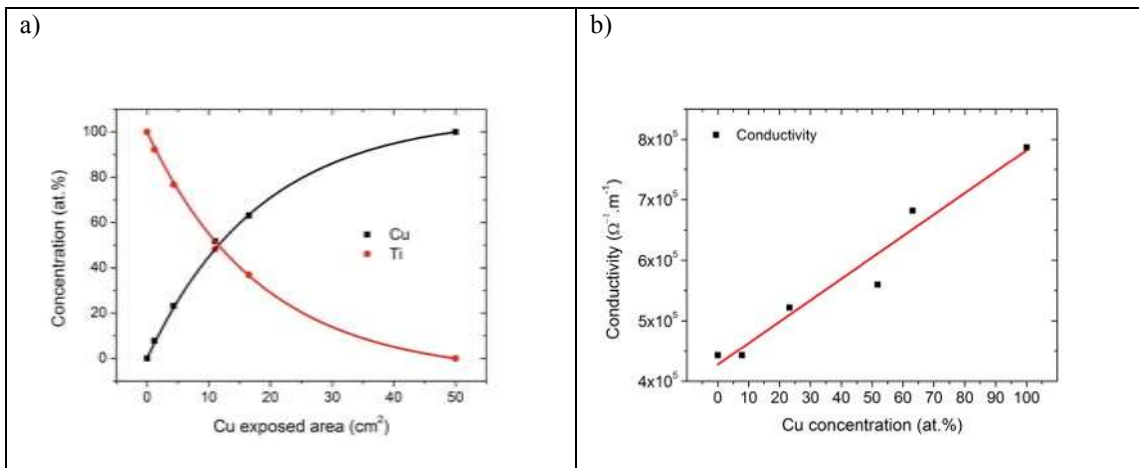 a)
100
80
60
40
20
0
Concentration (at.%)
Cu
Ti
0 10 20 30 40 50
Cu exposed area (cm²)
b)
8x10⁵
7x10⁵
6x10⁵
5x10⁵
4x10⁵
Conductivity (Ω⁻¹.m⁻¹)
Conductivity
0 10 20 30 40 50 60 70 80 90 100
Cu concentration (at.%)